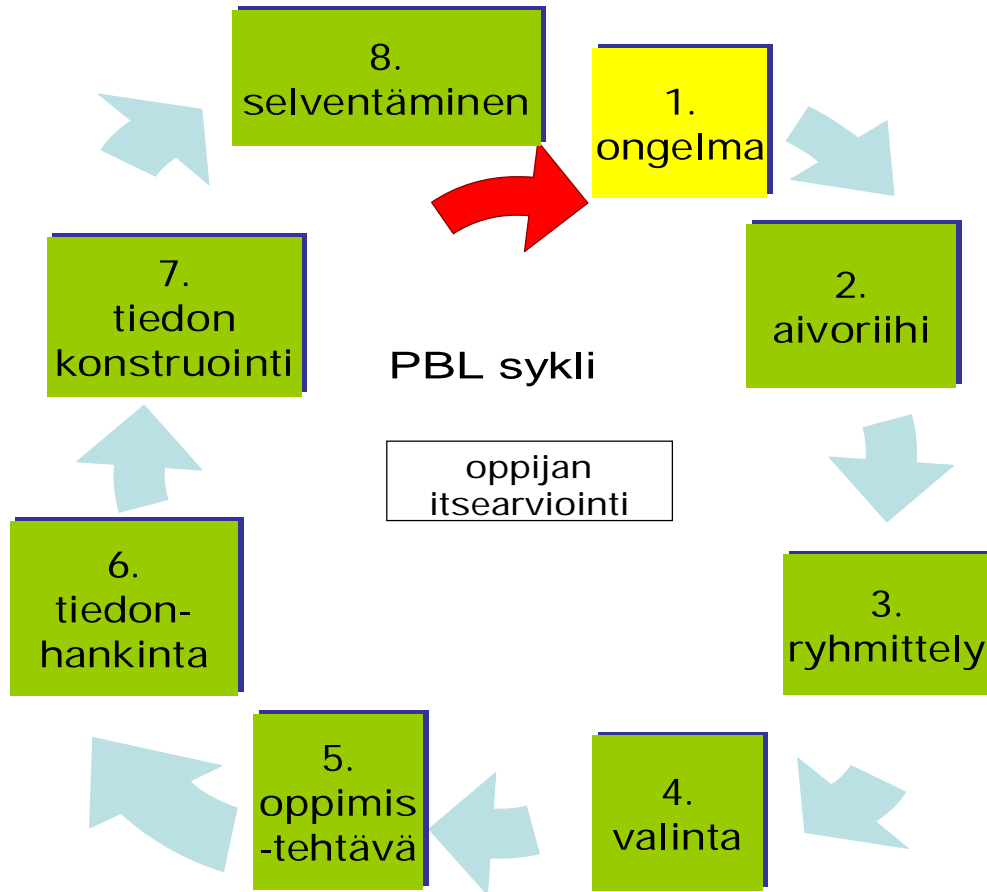 1.
ongelma
2.
aivoriihi
3.
ryhmittely
4.
valinta
5.
oppimis
-tehtävä
6.
tiedon-
hankinta
7.
tiedon
konstruointi
8.
selventäminen
PBL sykli
oppijan
itsearviointi